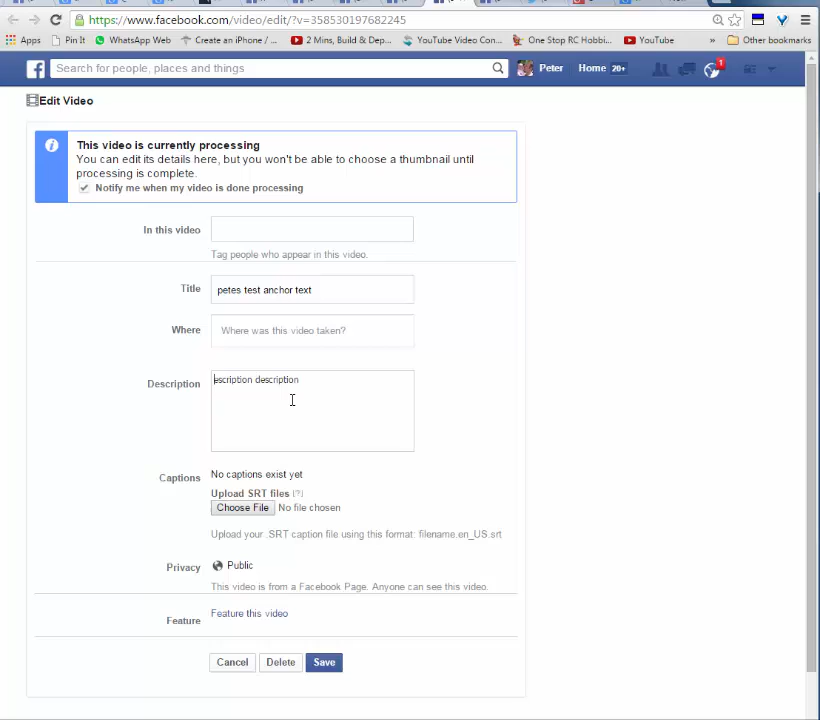 https://www.facebook.com/video/edit/?v=358530197682245
Apps Pin It WhatsApp Web Create an iPhone / ... 2 Mins, Build & Dep... YouTube Video Con... One Stop RC Hobbi... YouTube » Other bookmarks
f Search for people, places and things Peter Home 20+ 1
Edit Video
i This video is currently processing
You can edit its details here, but you won't be able to choose a thumbnail until
processing is complete.
Notify me when my video is done processing
In this video
Tag people who appear in this video.
Title petes test anchor text
Where Where was this video taken?
Description escription description
Captions No captions exist yet
Upload SRT files [?]
Choose File No file chosen
Upload your .SRT caption file using this format: filename.en_US.srt
Privacy Public
This video is from a Facebook Page. Anyone can see this video.
Feature Feature this video
Cancel Delete Save